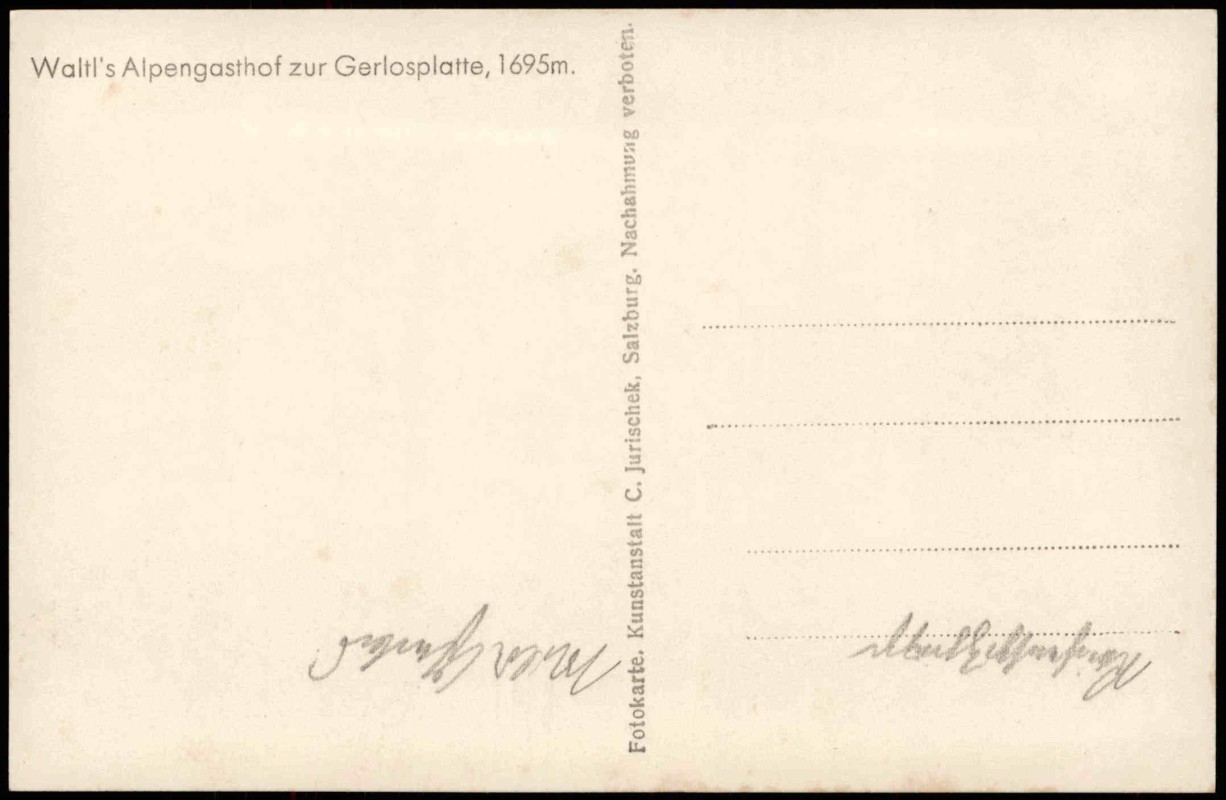 Waltl's Alpengasthof zur Gerlosplatte, 1695m.
Fotokarte. Kunstanstalt C. Jurischek, Salzburg. Nachahmung verboten.